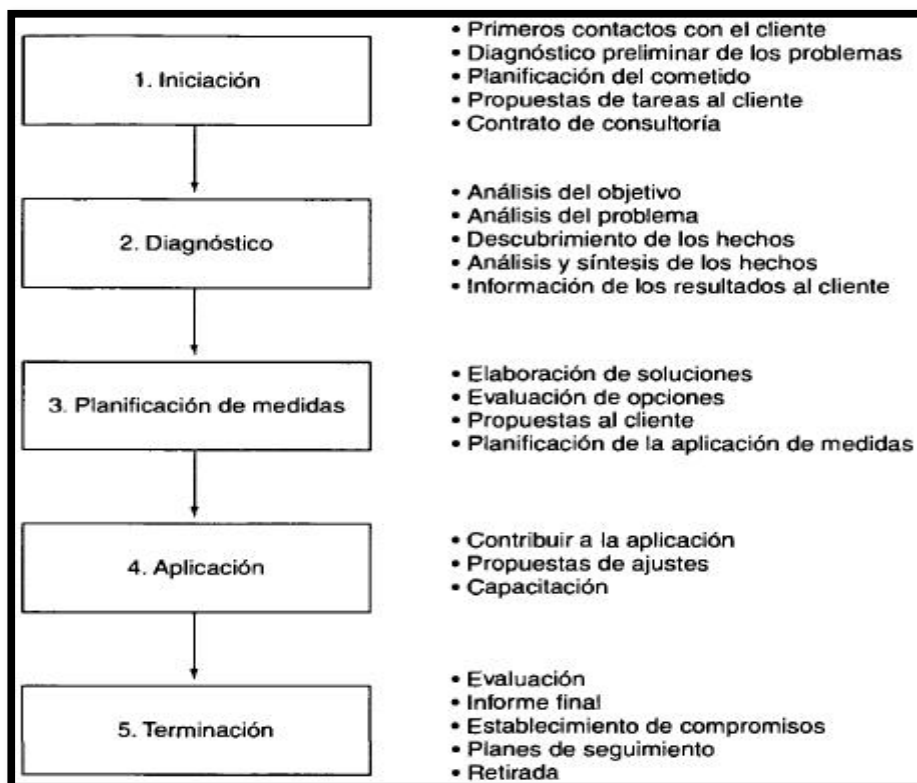 1. Iniciación
• Primeros contactos con el cliente
• Diagnóstico preliminar de los problemas
• Planificación del cometido
• Propuestas de tareas al cliente
• Contrato de consultoría
2. Diagnóstico
• Análisis del objetivo
• Análisis del problema
• Descubrimiento de los hechos
• Análisis y síntesis de los hechos
• Información de los resultados al cliente
3. Planificación de medidas
• Elaboración de soluciones
• Evaluación de opciones
• Propuestas al cliente
• Planificación de la aplicación de medidas
4. Aplicación
• Contribuir a la aplicación
• Propuestas de ajustes
• Capacitación
5. Terminación
• Evaluación
• Informe final
• Establecimiento de compromisos
• Planes de seguimiento
• Retirada